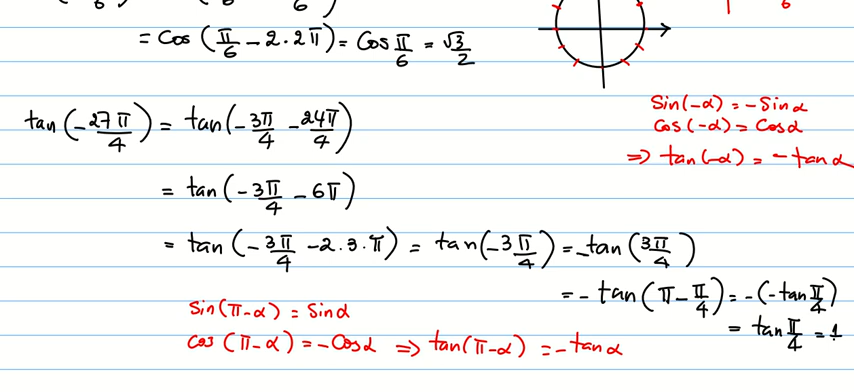 = cos (π/6 - 2.2π) = cos π/6 = √3/2
sin(-α) = - sin α
cos(-α) = cos α
=> tan(-α) = - tan α
tan(-27π/4) = tan(-3π/4 - 24π/4)
= tan(-3π/4 - 6π)
= tan(-3π/4 - 2.3.π) = tan(-3π/4) = - tan(3π/4)
= - tan(π - π/4) = -(-tan π/4)
= tan π/4 = 1
sin(π-α) = sin α
cos(π-α) = - cos α => tan(π-α) = - tan α